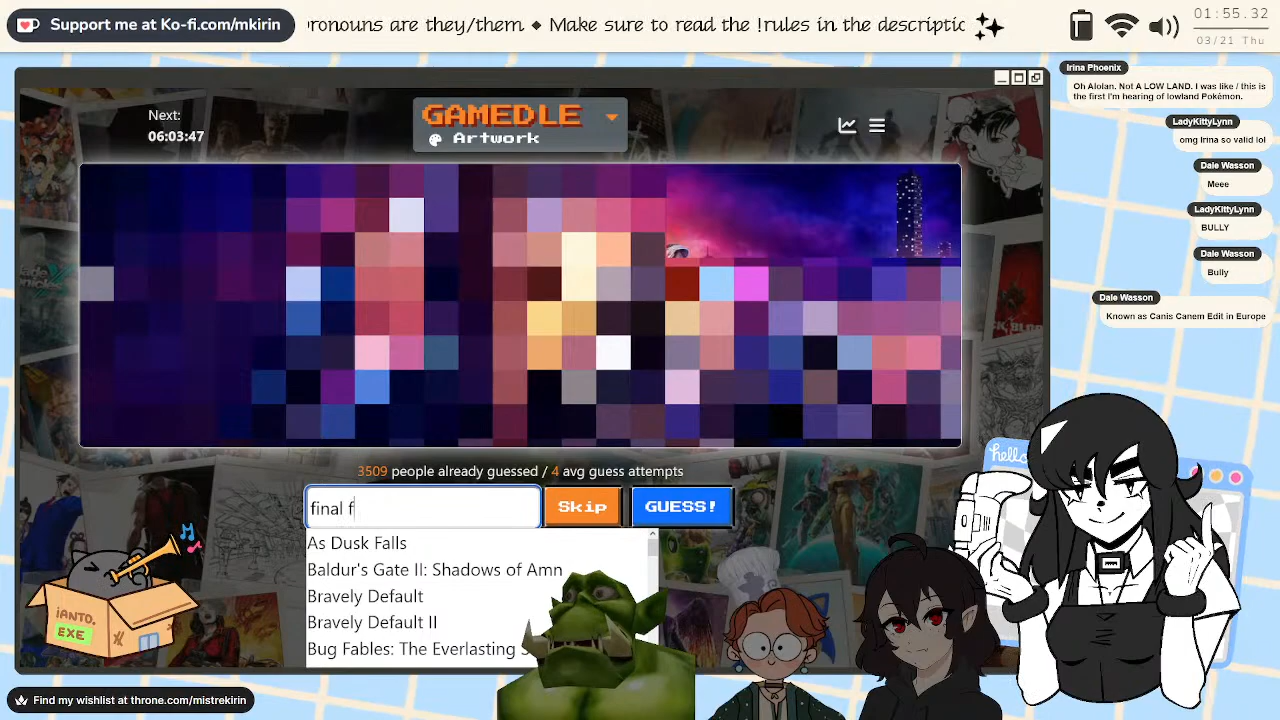 Support me at Ko-fi.com/mkirin
pronouns are they/them ◆ Make sure to read the !rules in the descriptic
01:55.32
03/21 Thu
Next:
06:03:47
GAMEDLE
Artwork
3509 people already guessed / 4 avg guess attempts
final f
Skip
GUESS!
As Dusk Falls
Baldur's Gate II: Shadows of Amn
Bravely Default
Bravely Default II
Bug Fables: The Everlasting S
Irina Phoenix
Oh Alolan. Not A LOW LAND. I was like / this is
the first I'm hearing of lowland Pokémon.
LadyKittyLynn
omg Irina so valid lol
Dale Wasson
Meee
LadyKittyLynn
BULLY
Dale Wasson
Bully
Dale Wasson
Known as Canis Canem Edit in Europe
hello
iANTO.
EXE
Find my wishlist at throne.com/mistrekirin